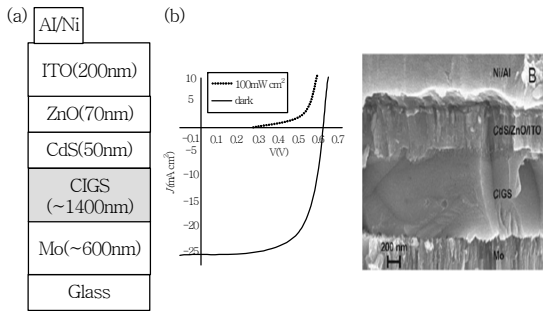 (a)
Al/Ni
ITO(200nm)
ZnO(70nm)
CdS(50nm)
CIGS
(~1400nm)
Mo(~600nm)
Glass
(b)
10
5
-0.1
0
0.1
0.2
0.3
0.4
0.5
0.6
0.7
V(V)
-5
-10
-15
-20
-25
J(mA cm²)
100mW cm²
dark
Ni/Al
B
CdS/ZnO/ITO
CIGS
200 nm
Mo